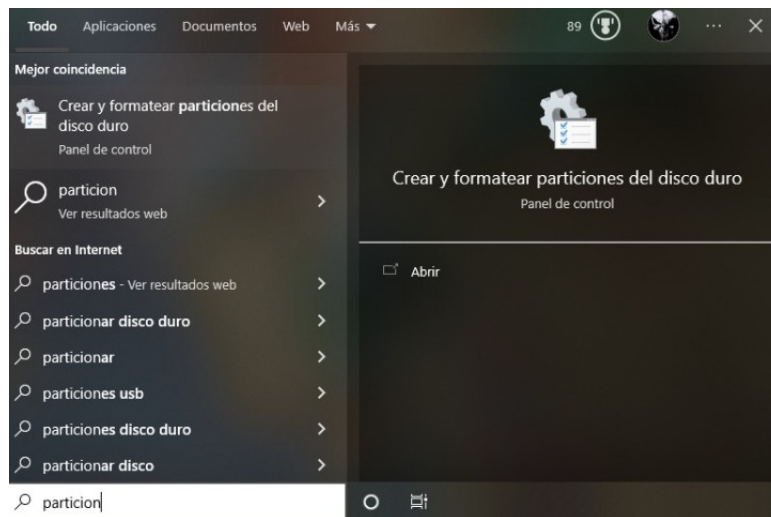 Todo Aplicaciones Documentos Web Más 89 ...
Mejor coincidencia
Crear y formatear particiones del
disco duro
Panel de control
particion
Ver resultados web
Buscar en Internet
particiones - Ver resultados web
particionar disco duro
particionar
particiones usb
particiones disco duro
particionar disco
particion
Crear y formatear particiones del disco duro
Panel de control
Abrir